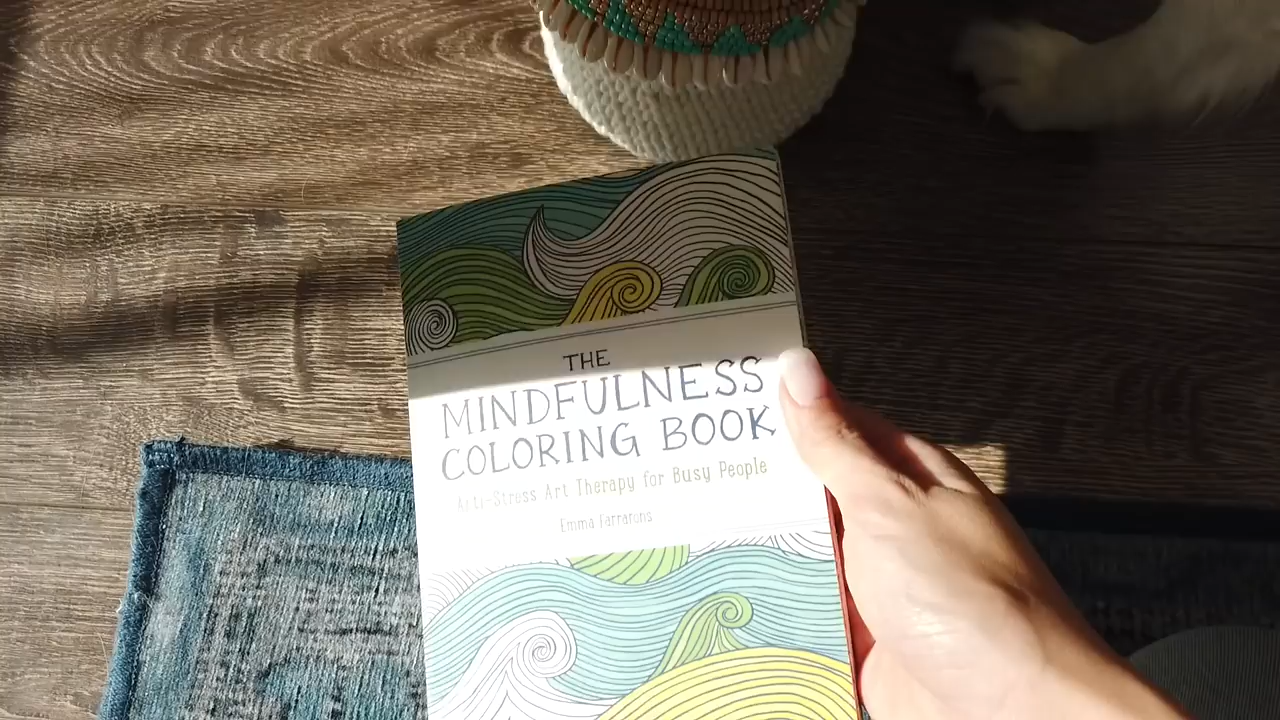 THE
MINDFULNESS
COLORING BOOK
Anti-Stress Art Therapy for Busy People
Emma Farrarons